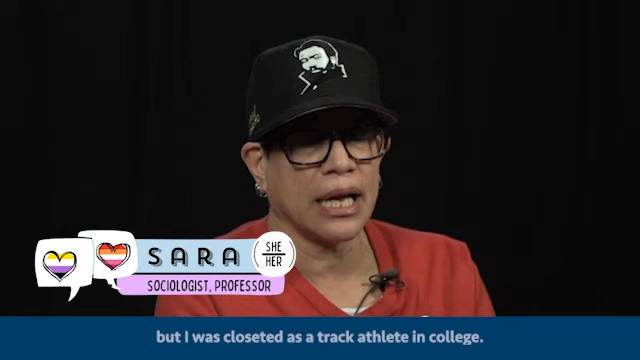 SARA
SHE
HER
SOCIOLOGIST, PROFESSOR
but I was closeted as a track athlete in college.